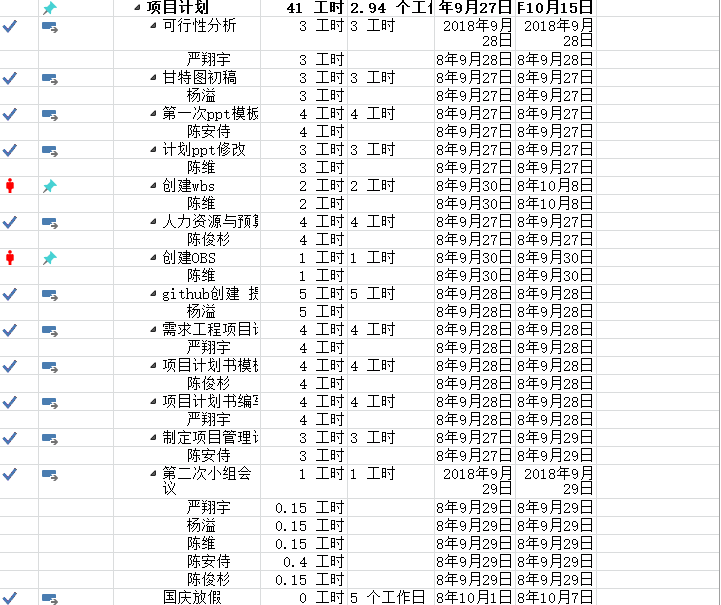 项目计划 41 工时 2.94 个工 年9月27日 10月15日
可行性分析 3 工时 3 工时 2018年9月 2018年9月
28日 28日
严翔宇 3 工时 8年9月28日 8年9月28日
甘特图初稿 3 工时 3 工时 8年9月27日 8年9月27日
杨溢 3 工时 8年9月27日 8年9月27日
第一次ppt模板 4 工时 4 工时 8年9月27日 8年9月27日
陈安侍 4 工时 8年9月27日 8年9月27日
计划ppt修改 3 工时 3 工时 8年9月27日 8年9月27日
陈维 3 工时 8年9月27日 8年9月27日
创建wbs 2 工时 2 工时 8年9月30日 8年10月8日
陈维 2 工时 8年9月30日 8年10月8日
人力资源与预算 4 工时 4 工时 8年9月27日 8年9月27日
陈俊杉 4 工时 8年9月27日 8年9月27日
创建OBS 1 工时 1 工时 8年9月30日 8年9月30日
陈维 1 工时 8年9月30日 8年9月30日
github创建 5 工时 5 工时 8年9月28日 8年9月28日
杨溢 5 工时 8年9月28日 8年9月28日
需求工程项目 4 工时 4 工时 8年9月28日 8年9月28日
严翔宇 4 工时 8年9月28日 8年9月28日
项目计划书模板 4 工时 4 工时 8年9月28日 8年9月28日
陈俊杉 4 工时 8年9月28日 8年9月28日
项目计划书编写 4 工时 4 工时 8年9月28日 8年9月28日
严翔宇 4 工时 8年9月28日 8年9月28日
制定项目管理 3 工时 3 工时 8年9月27日 8年9月29日
陈安侍 3 工时 8年9月27日 8年9月29日
第二次小组会 1 工时 1 工时 2018年9月 2018年9月
议 29日 29日
严翔宇 0.15 工时 8年9月29日 8年9月29日
杨溢 0.15 工时 8年9月29日 8年9月29日
陈维 0.15 工时 8年9月29日 8年9月29日
陈安侍 0.4 工时 8年9月29日 8年9月29日
陈俊杉 0.15 工时 8年9月29日 8年9月29日
国庆放假 0 工时 5 个工作日 8年10月1日 8年10月7日